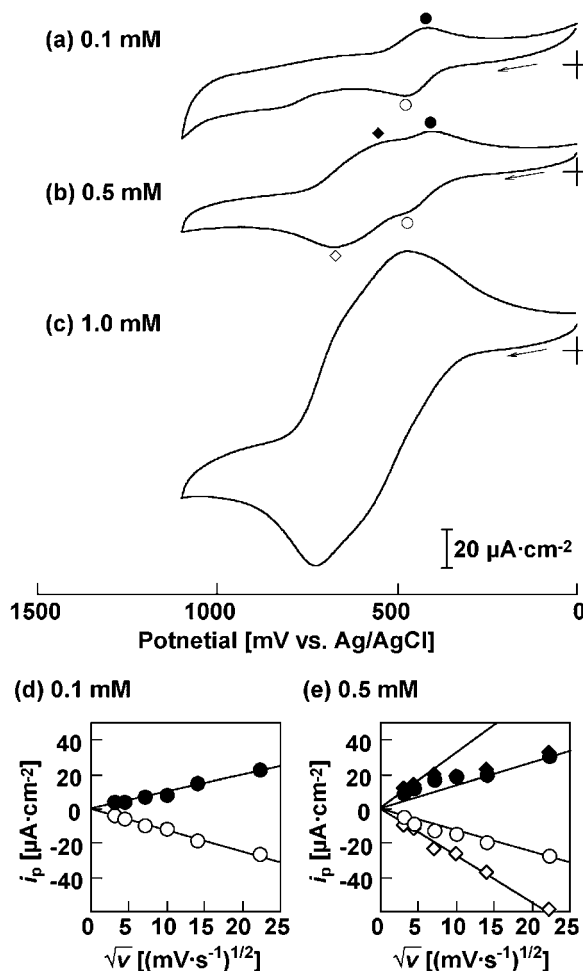 (a) 0.1 mM
(b) 0.5 mM
(c) 1.0 mM
20 µA·cm-2
1500 1000 500 0
Potnetial [mV vs. Ag/AgCl]
(d) 0.1 mM
(e) 0.5 mM
40
20
0
-20
-40
ip [µA·cm-2]
0 5 10 15 20 25
√v [(mV·s-1)1/2]
40
20
0
-20
-40
ip [µA·cm-2]
0 5 10 15 20 25
√v [(mV·s-1)1/2]